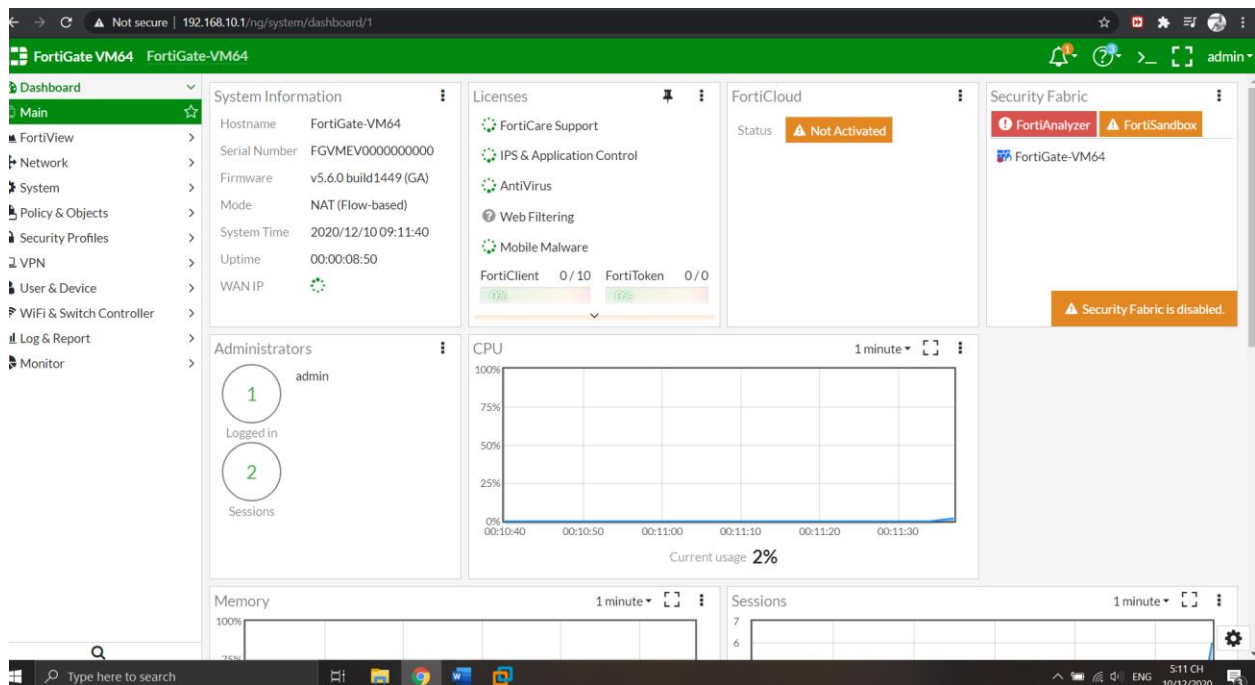 Not secure | 192.168.10.1/ng/system/dashboard/1
FortiGate VM64 FortiGate-VM64
1
3
>_
admin
Dashboard
Main
FortiView
Network
System
Policy & Objects
Security Profiles
VPN
User & Device
WiFi & Switch Controller
Log & Report
Monitor
System Information
Hostname FortiGate-VM64
Serial Number FGVMEV0000000000
Firmware v5.6.0 build1449 (GA)
Mode NAT (Flow-based)
System Time 2020/12/10 09:11:40
Uptime 00:00:08:50
WAN IP
Licenses
FortiCare Support
IPS & Application Control
AntiVirus
Web Filtering
Mobile Malware
FortiClient 0 / 10 FortiToken 0 / 0
0% 0%
FortiCloud
Status Not Activated
Security Fabric
FortiAnalyzer FortiSandbox
FortiGate-VM64
Security Fabric is disabled.
Administrators
1
admin
Logged in
2
Sessions
CPU 1 minute
100%
75%
50%
25%
0%
00:10:40 00:10:50 00:11:00 00:11:10 00:11:20 00:11:30
Current usage 2%
Memory 1 minute
100%
75%
Sessions 1 minute
7
6
Type here to search
ENG
5:11 CH
10/12/2020
3